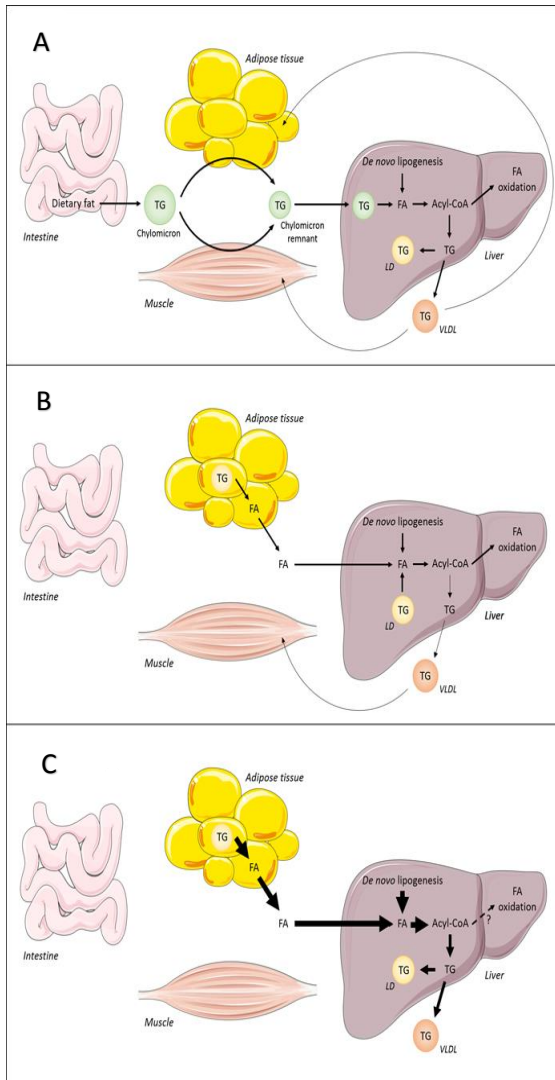 A
Adipose tissue
De novo lipogenesis
FA
oxidation
Dietary fat
TG
TG
TG
FA
Acyl-CoA
Chylomicron
Chylomicron
remnant
Intestine
TG
TG
LD
Liver
Muscle
TG
VLDL
B
Adipose tissue
TG
FA
De novo lipogenesis
FA
oxidation
FA
FA
Acyl-CoA
Intestine
TG
TG
LD
Liver
Muscle
TG
VLDL
C
Adipose tissue
TG
FA
De novo lipogenesis
FA
oxidation
?
FA
FA
Acyl-CoA
Intestine
TG
TG
LD
Liver
Muscle
TG
VLDL